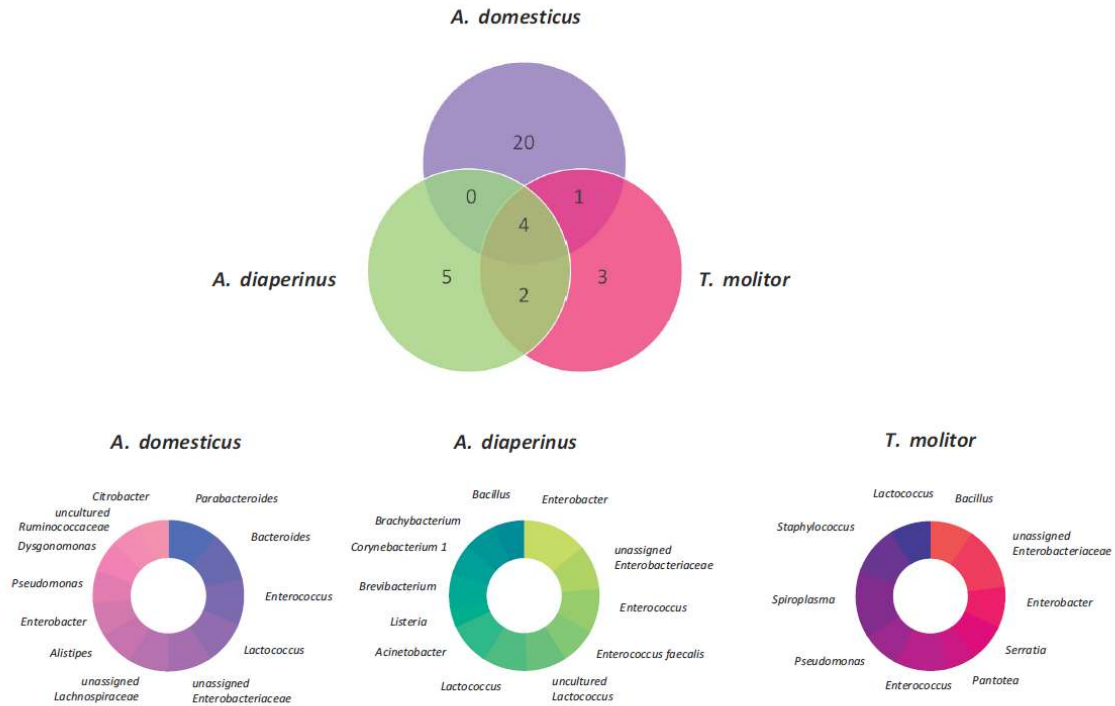 A. domesticus
20
0
1
4
A. diaperinus
5
2
3
T. molitor
A. domesticus
A. diaperinus
T. molitor
Citrobacter
Parabacteroides
uncultured
Ruminococcaceae
Bacteroides
Dysgonomonas
Pseudomonas
Enterococcus
Enterobacter
Alistipes
Lactococcus
unassigned
Lachnospiraceae
unassigned
Enterobacteriaceae
Bacillus
Enterobacter
Brachybacterium
Corynebacterium 1
unassigned
Enterobacteriaceae
Brevibacterium
Enterococcus
Listeria
Acinetobacter
Enterococcus faecalis
Lactococcus
uncultured
Lactococcus
Lactococcus
Bacillus
Staphylococcus
unassigned
Enterobacteriaceae
Spiroplasma
Enterobacter
Serratia
Pseudomonas
Pantotea
Enterococcus